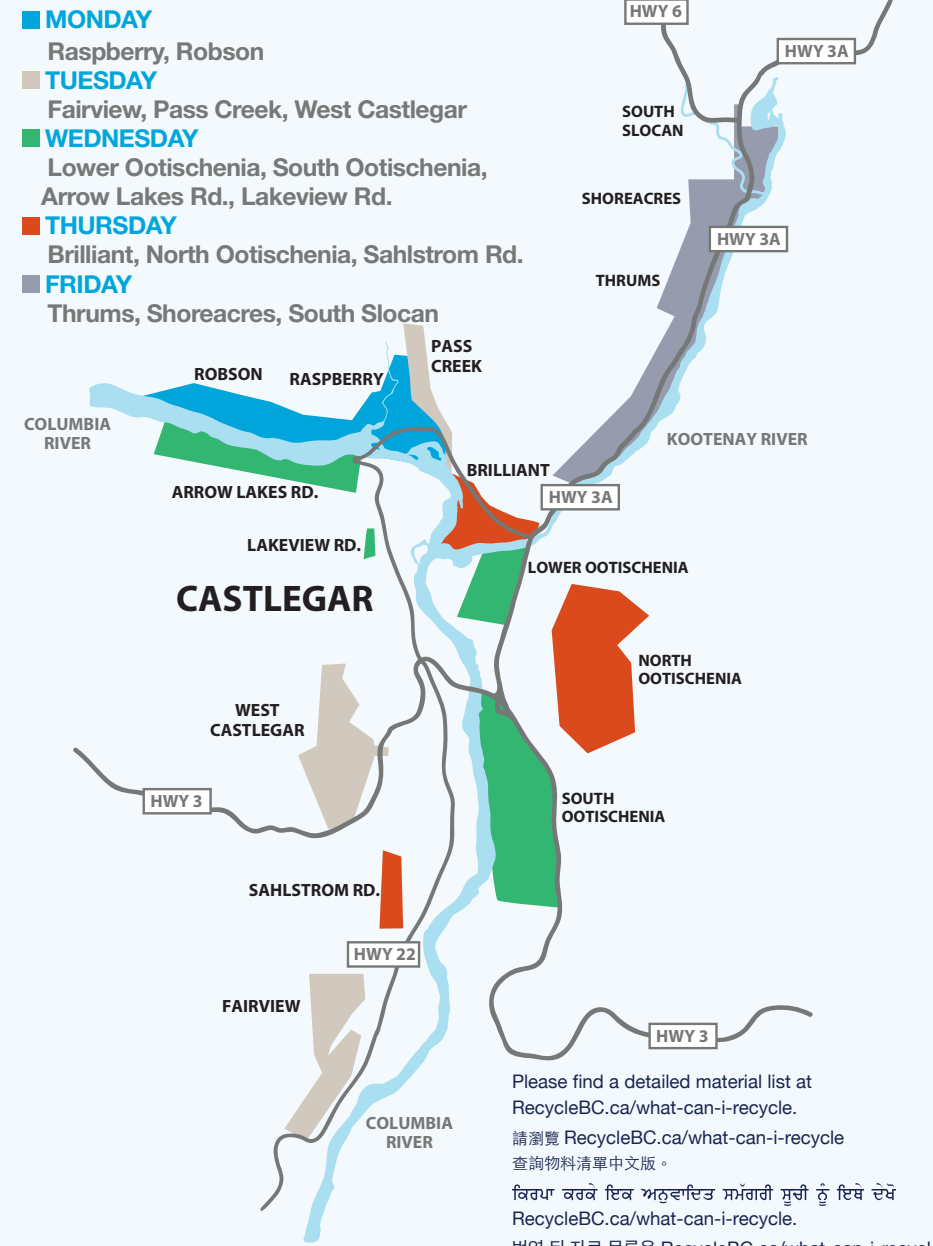 MONDAY
Raspberry, Robson
TUESDAY
Fairview, Pass Creek, West Castlegar
WEDNESDAY
Lower Ootischenia, South Ootischenia,
Arrow Lakes Rd., Lakeview Rd.
THURSDAY
Brilliant, North Ootischenia, Sahlstrom Rd.
FRIDAY
Thrums, Shoreacres, South Slocan
HWY 6
HWY 3A
SOUTH
SLOCAN
SHOREACRES
HWY 3A
THRUMS
PASS
CREEK
ROBSON
RASPBERRY
COLUMBIA
RIVER
KOOTENAY RIVER
BRILLIANT
ARROW LAKES RD.
HWY 3A
LAKEVIEW RD.
LOWER OOTISCHENIA
CASTLEGAR
NORTH
OOTISCHENIA
WEST
CASTLEGAR
HWY 3
SOUTH
OOTISCHENIA
SAHLSTROM RD.
HWY 22
FAIRVIEW
HWY 3
COLUMBIA
RIVER
Please find a detailed material list at
RecycleBC.ca/what-can-i-recycle.
請瀏覽 RecycleBC.ca/what-can-i-recycle
查詢物料清單中文版。
ਕਿਰਪਾ ਕਰਕੇ ਇਕ ਅਨੁਵਾਦਿਤ ਸਮੱਗਰੀ ਸੂਚੀ ਨੂੰ ਇਥੇ ਦੇਖੋ
RecycleBC.ca/what-can-i-recycle.
RecycleBC.ca/what-can-i-recycl